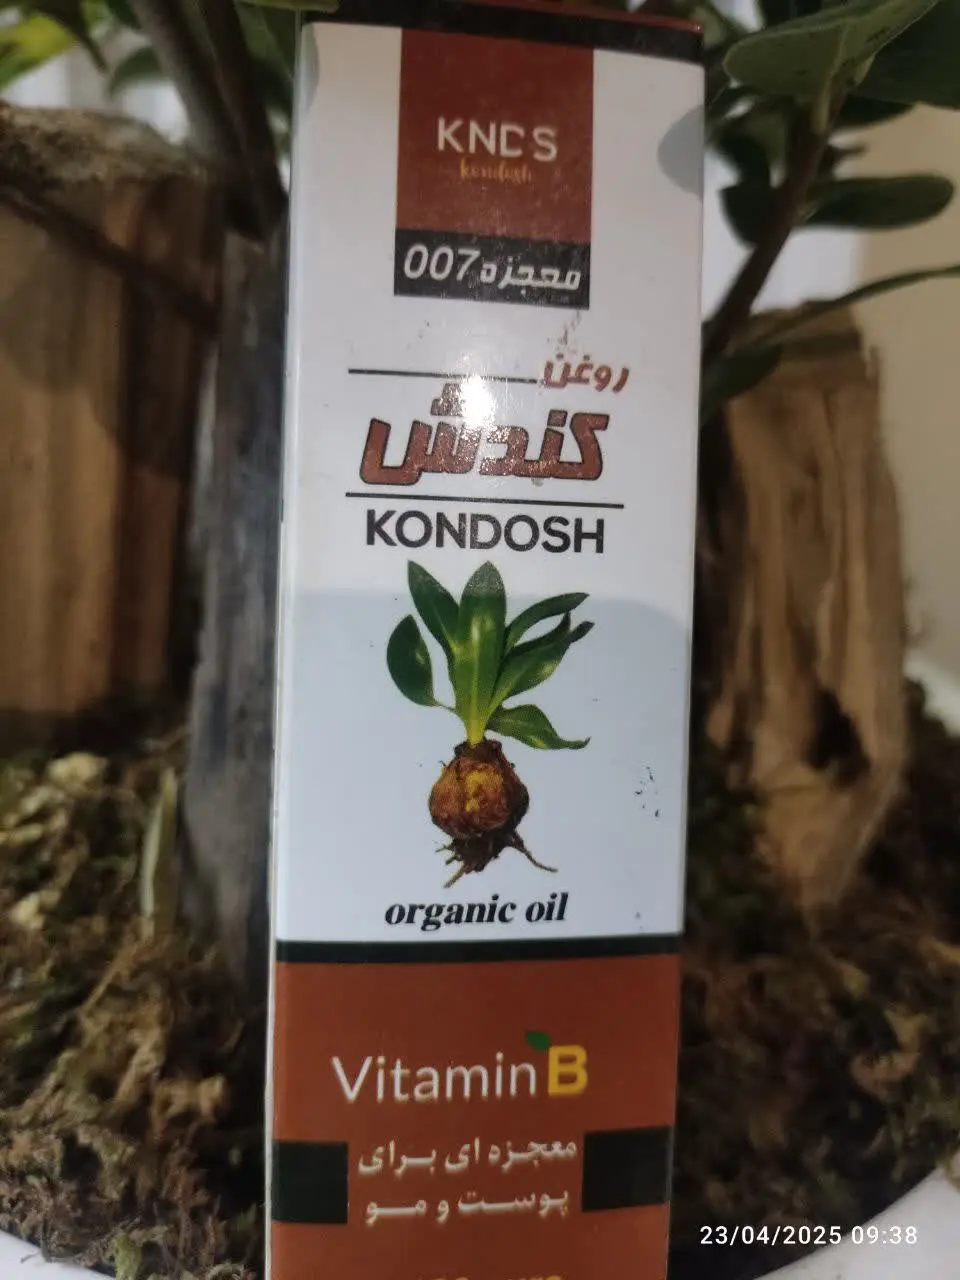 KNDS
kondosh
معجزه 007
روغن
کندش
KONDOSH
organic oil
Vitamin B
معجزه ای برای
پوست و مو
23/04/2025 09:38